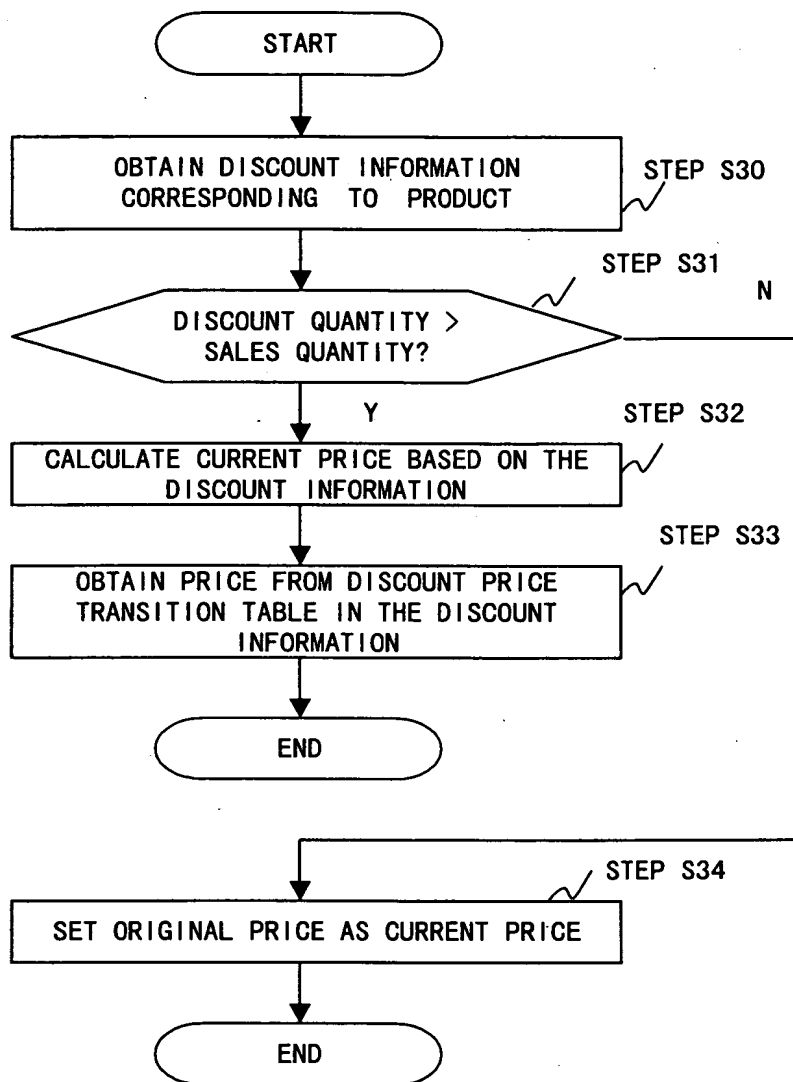 START
OBTAIN DISCOUNT INFORMATION
CORRESPONDING TO PRODUCT
STEP S30
STEP S31
N
DISCOUNT QUANTITY >
SALES QUANTITY?
Y
STEP S32
CALCULATE CURRENT PRICE BASED ON THE
DISCOUNT INFORMATION
STEP S33
OBTAIN PRICE FROM DISCOUNT PRICE
TRANSITION TABLE IN THE DISCOUNT
INFORMATION
END
STEP S34
SET ORIGINAL PRICE AS CURRENT PRICE
END